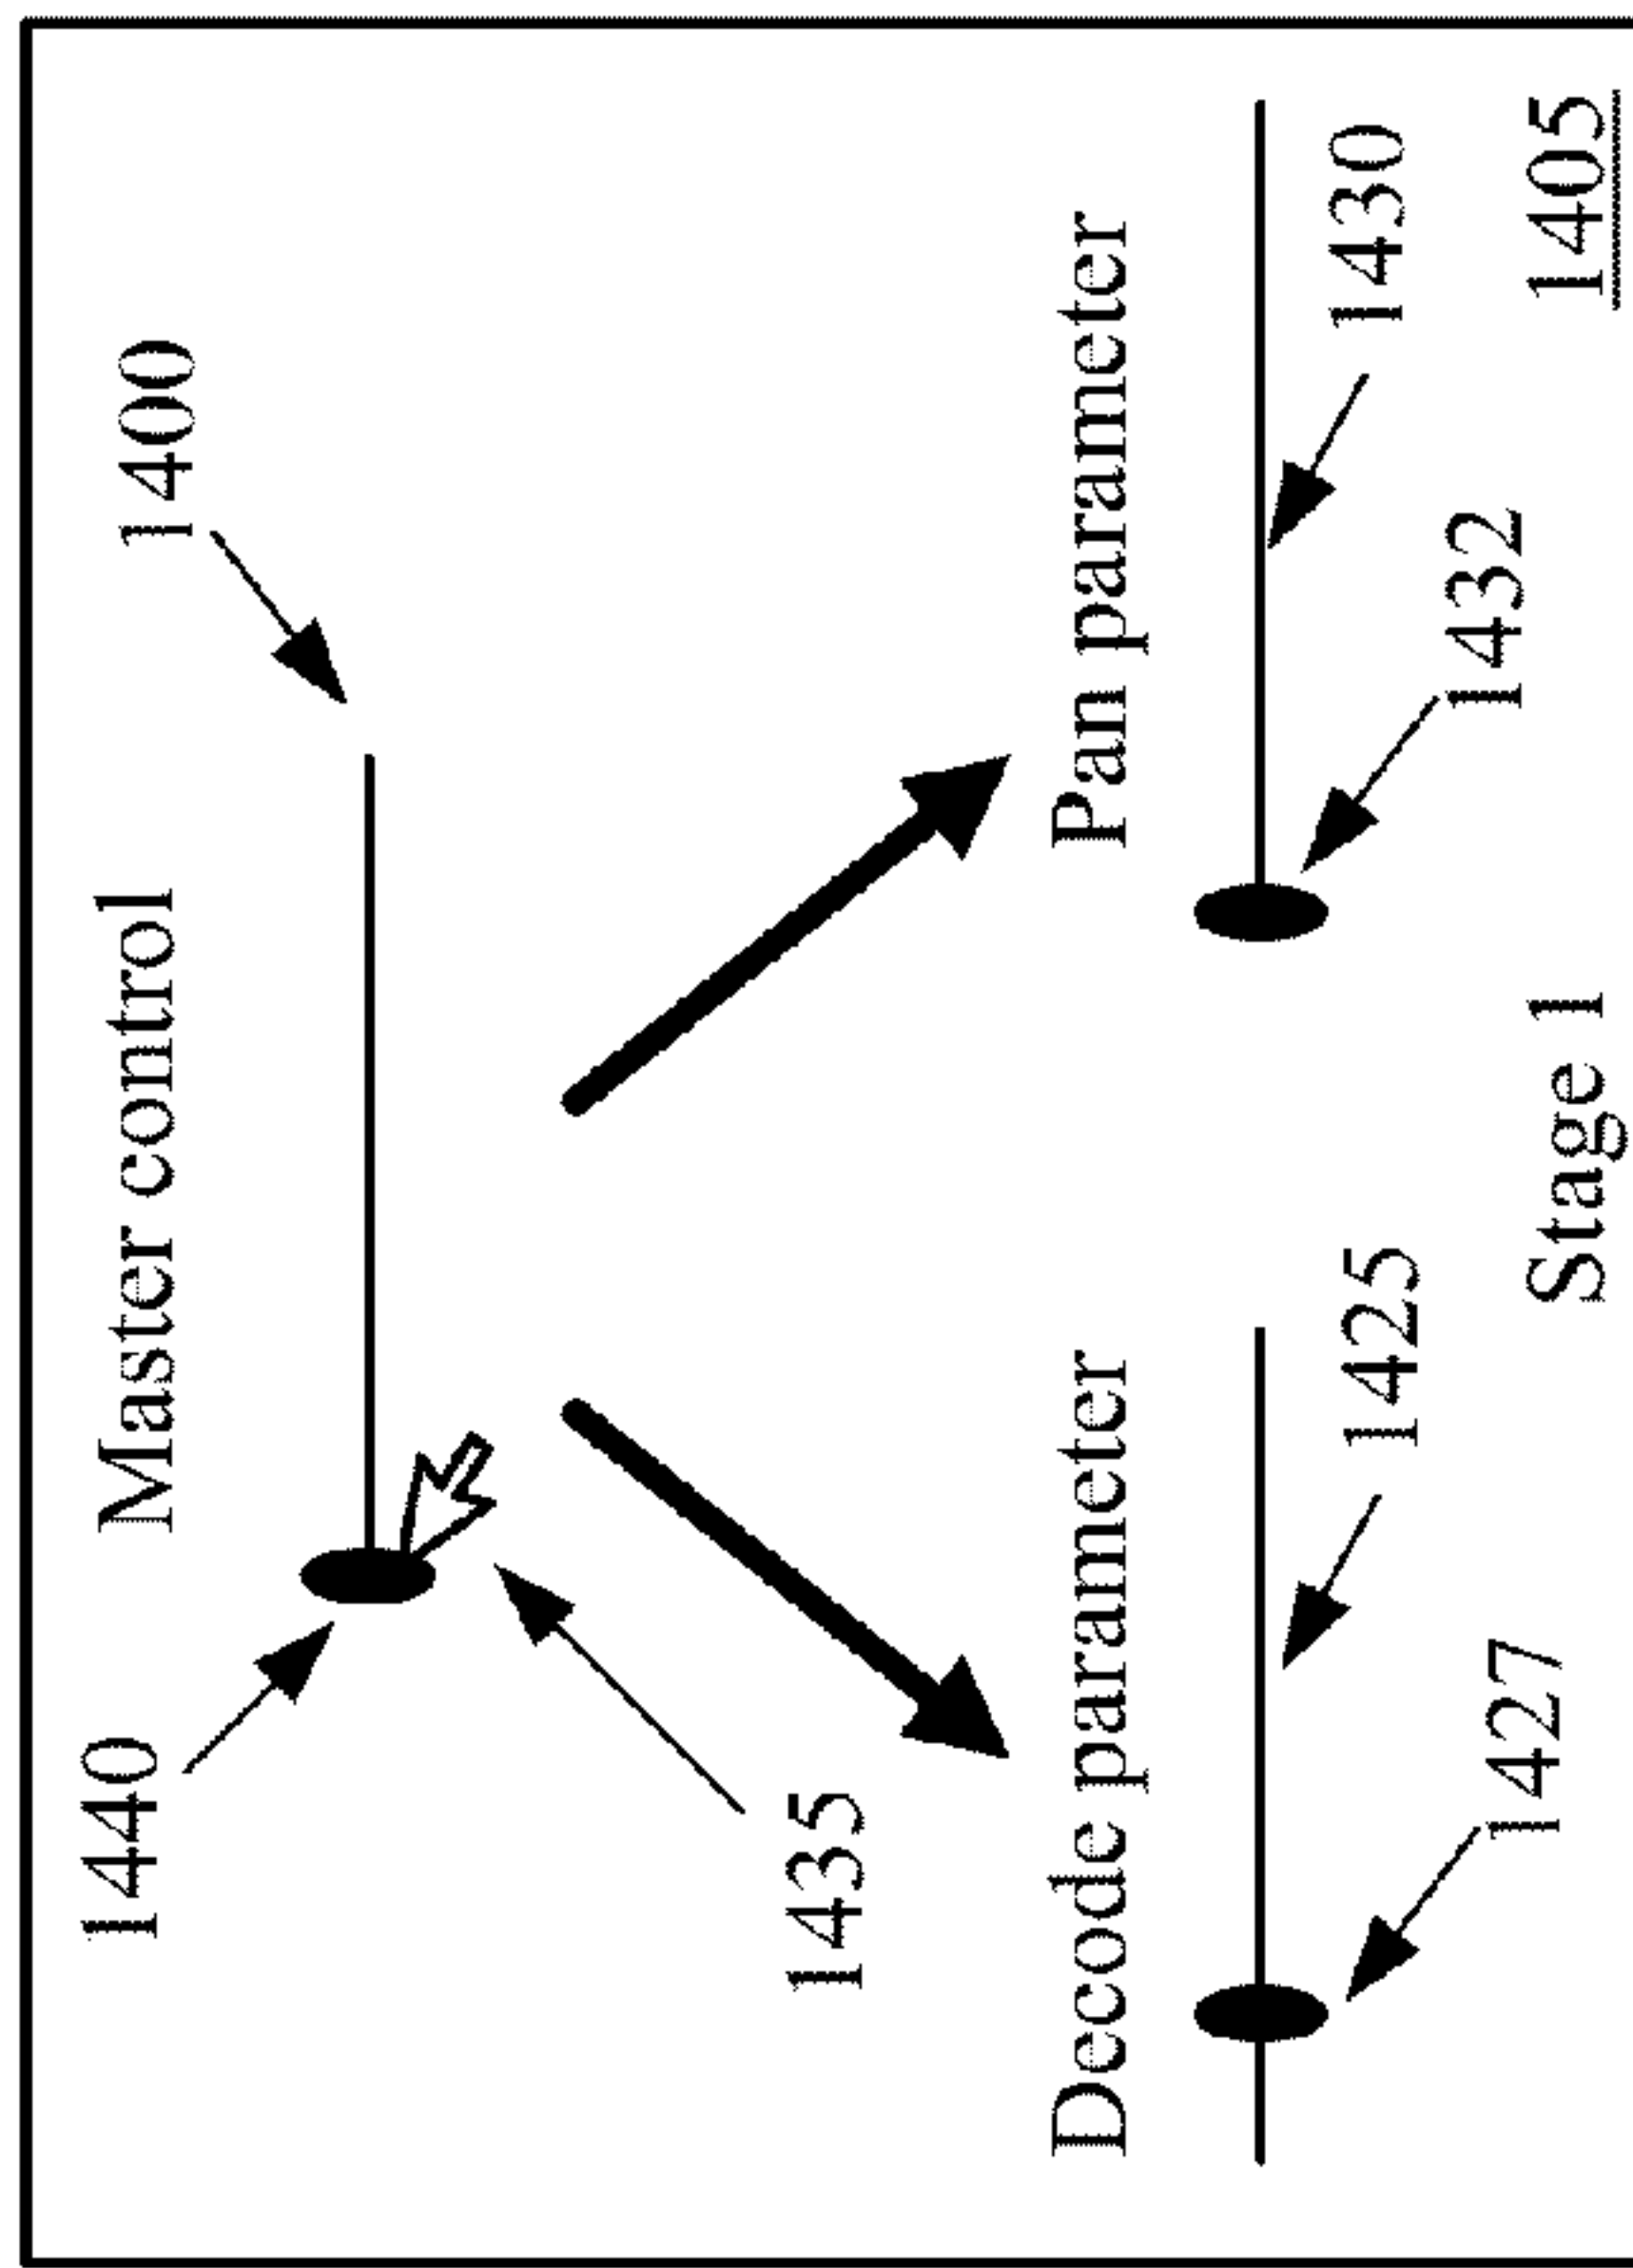 1440
Master control
1400
1435
Decode parameter
Pan parameter
1425
1430
1427
1432
Stage 1
1405